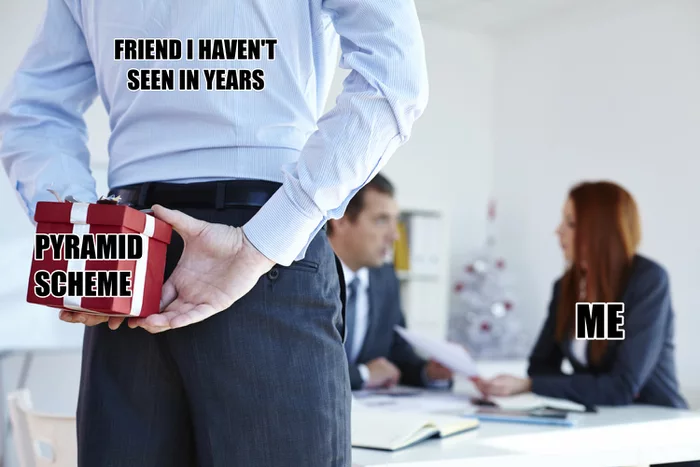 FRIEND I HAVEN'T
SEEN IN YEARS
PYRAMID
SCHEME
ME